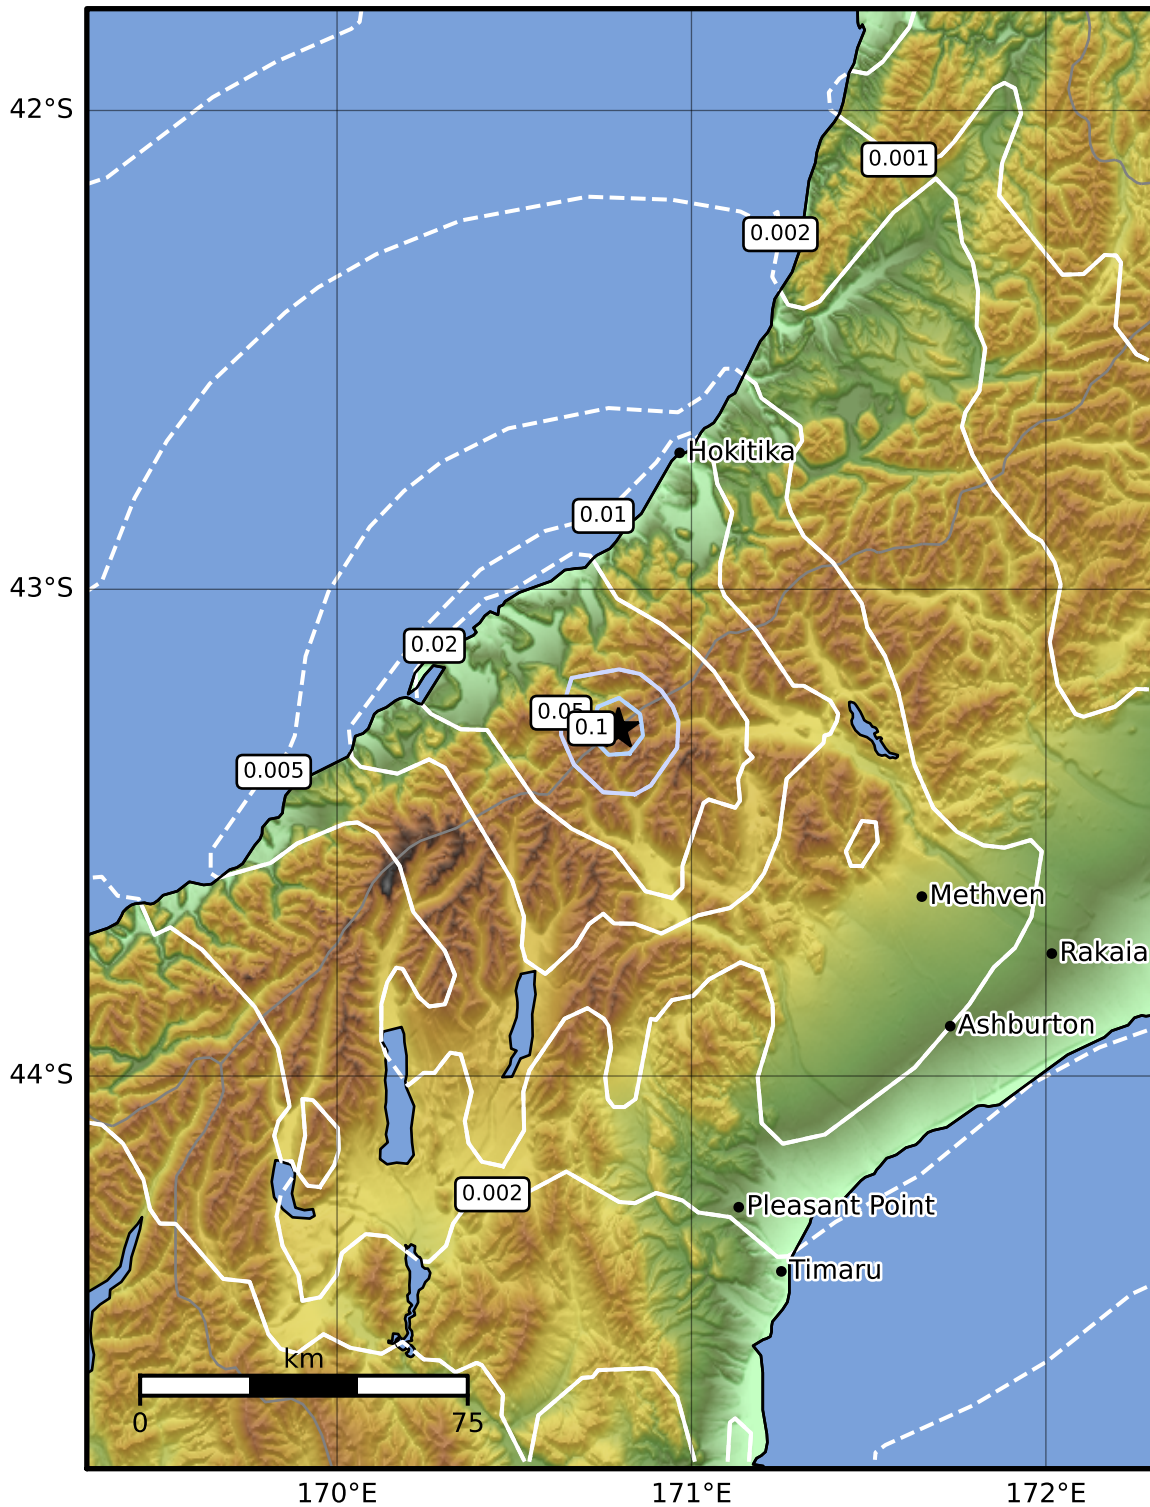 42°S
0.001
0.002
Hokitika
0.01
43°S
0.02
0.05
0.1
0.005
Methven
Rakaia
Ashburton
44°S
0.002
Pleasant Point
Timaru
km
0
75
170°E
171°E
172°E